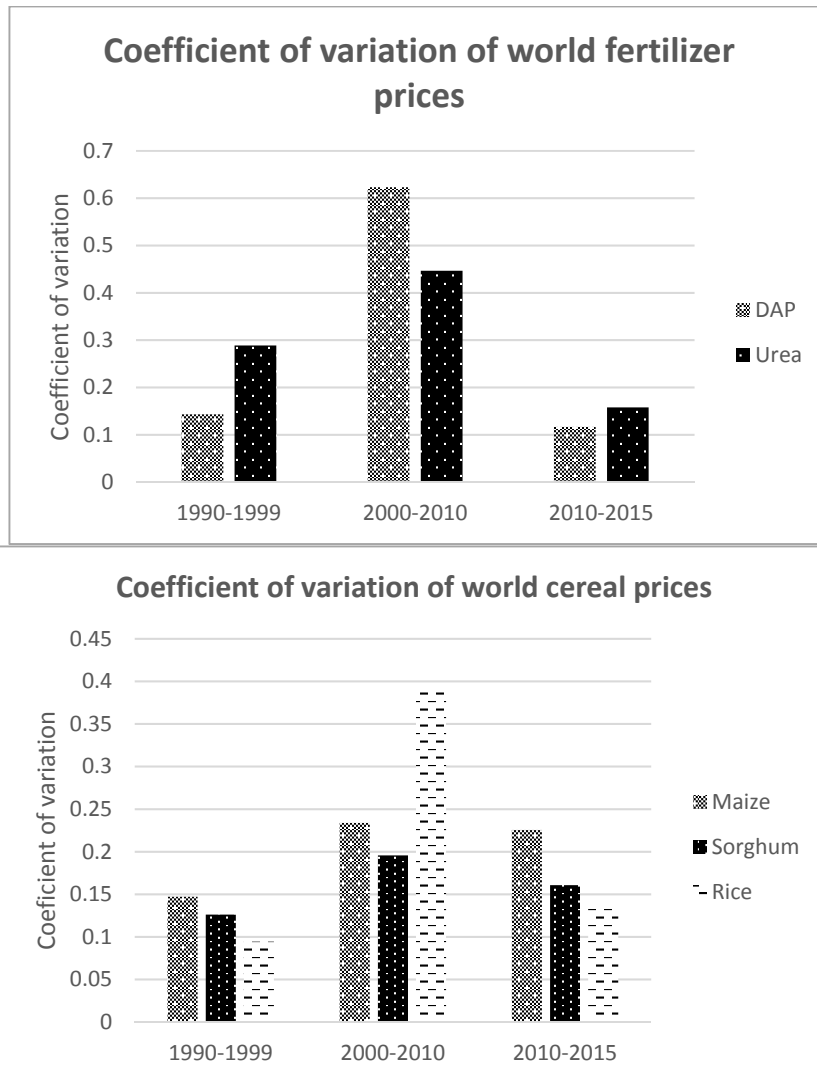 Coefficient of variation of world fertilizer
prices
Coefficient of variation
0.7
0.6
0.5
0.4
0.3
0.2
0.1
0
1990-1999
2000-2010
2010-2015
DAP
Urea
Coefficient of variation of world cereal prices
Coeficient of variation
0.45
0.4
0.35
0.3
0.25
0.2
0.15
0.1
0.05
0
1990-1999
2000-2010
2010-2015
Maize
Sorghum
Rice